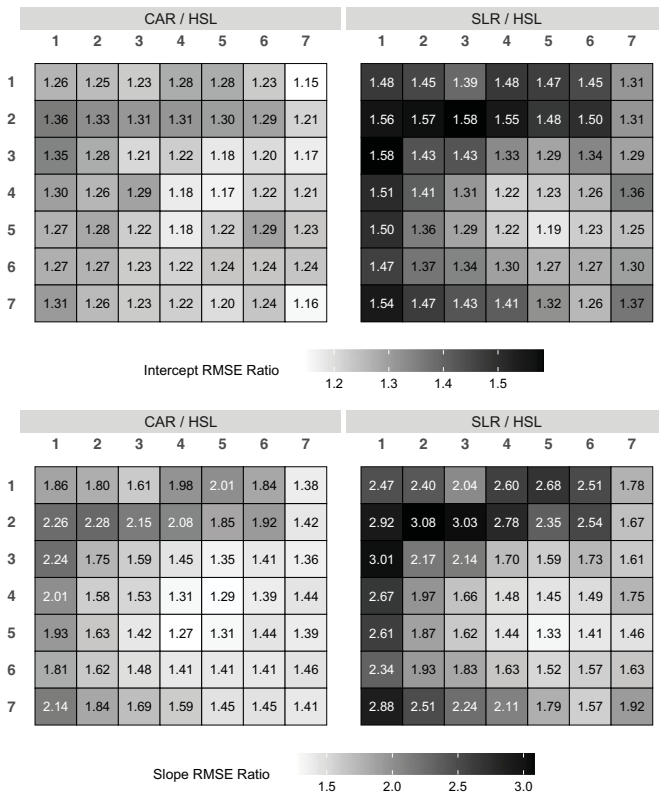 CAR / HSL SLR / HSL
1 2 3 4 5 6 7 1 2 3 4 5 6 7
1 1.26 1.25 1.23 1.28 1.28 1.23 1.15 1.48 1.45 1.39 1.48 1.47 1.45 1.31
2 1.36 1.33 1.31 1.31 1.30 1.29 1.21 1.56 1.57 1.58 1.55 1.48 1.50 1.31
3 1.35 1.28 1.21 1.22 1.18 1.20 1.17 1.58 1.43 1.43 1.33 1.29 1.34 1.29
4 1.30 1.26 1.29 1.18 1.17 1.22 1.21 1.51 1.41 1.31 1.22 1.23 1.26 1.36
5 1.27 1.28 1.22 1.18 1.22 1.29 1.23 1.50 1.36 1.29 1.22 1.19 1.23 1.25
6 1.27 1.27 1.23 1.22 1.24 1.24 1.24 1.47 1.37 1.34 1.30 1.27 1.27 1.30
7 1.31 1.26 1.23 1.22 1.20 1.24 1.16 1.54 1.47 1.43 1.41 1.32 1.26 1.37
Intercept RMSE Ratio
1.2 1.3 1.4 1.5
CAR / HSL SLR / HSL
1 2 3 4 5 6 7 1 2 3 4 5 6 7
1 1.86 1.80 1.61 1.98 2.01 1.84 1.38 2.47 2.40 2.04 2.60 2.68 2.51 1.78
2 2.26 2.28 2.15 2.08 1.85 1.92 1.42 2.92 3.08 3.03 2.78 2.35 2.54 1.67
3 2.24 1.75 1.59 1.45 1.35 1.41 1.36 3.01 2.17 2.14 1.70 1.59 1.73 1.61
4 2.01 1.58 1.53 1.31 1.29 1.39 1.44 2.67 1.97 1.66 1.48 1.45 1.49 1.75
5 1.93 1.63 1.42 1.27 1.31 1.44 1.39 2.61 1.87 1.62 1.44 1.33 1.41 1.46
6 1.81 1.62 1.48 1.41 1.41 1.41 1.46 2.34 1.93 1.83 1.63 1.52 1.57 1.63
7 2.14 1.84 1.69 1.59 1.45 1.45 1.41 2.88 2.51 2.24 2.11 1.79 1.57 1.92
Slope RMSE Ratio
1.5 2.0 2.5 3.0